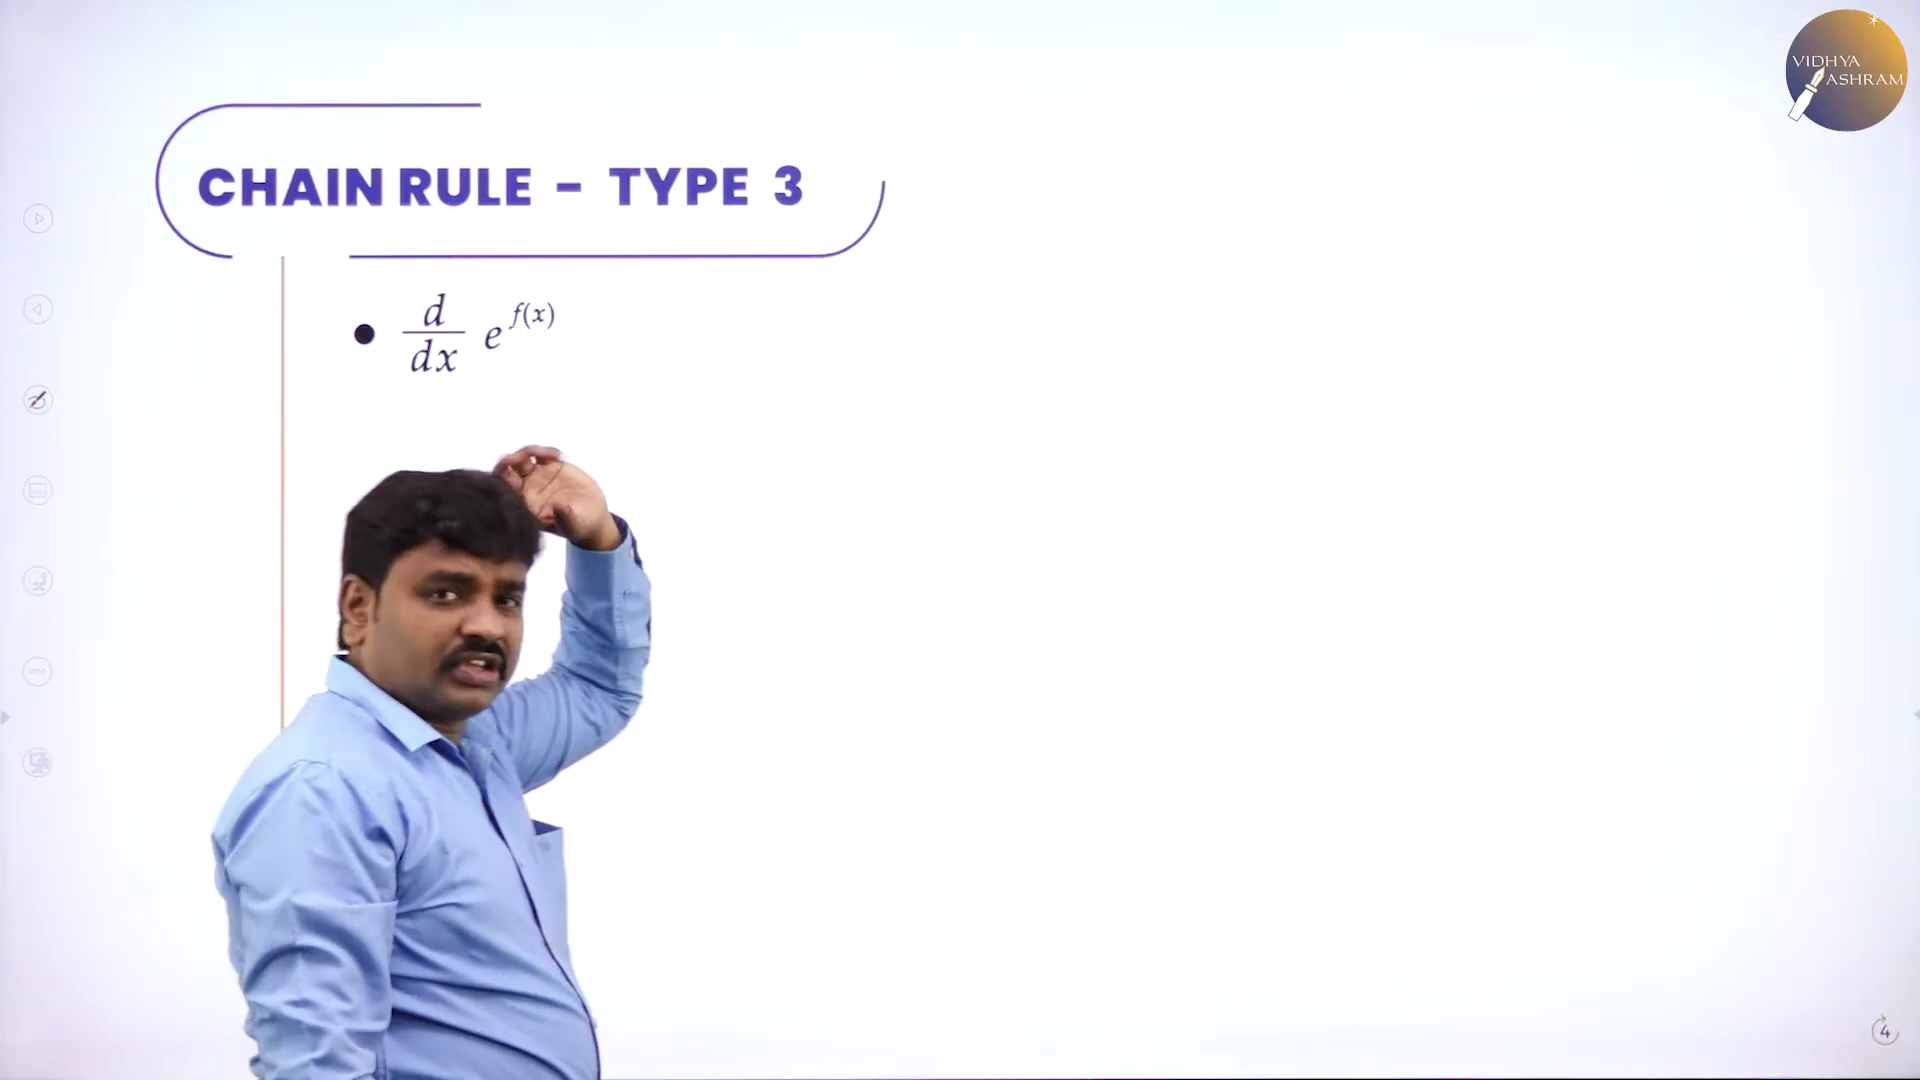 VIDHYA
ASHRAM
CHAIN RULE - TYPE 3
• d/dx e^f(x)
4